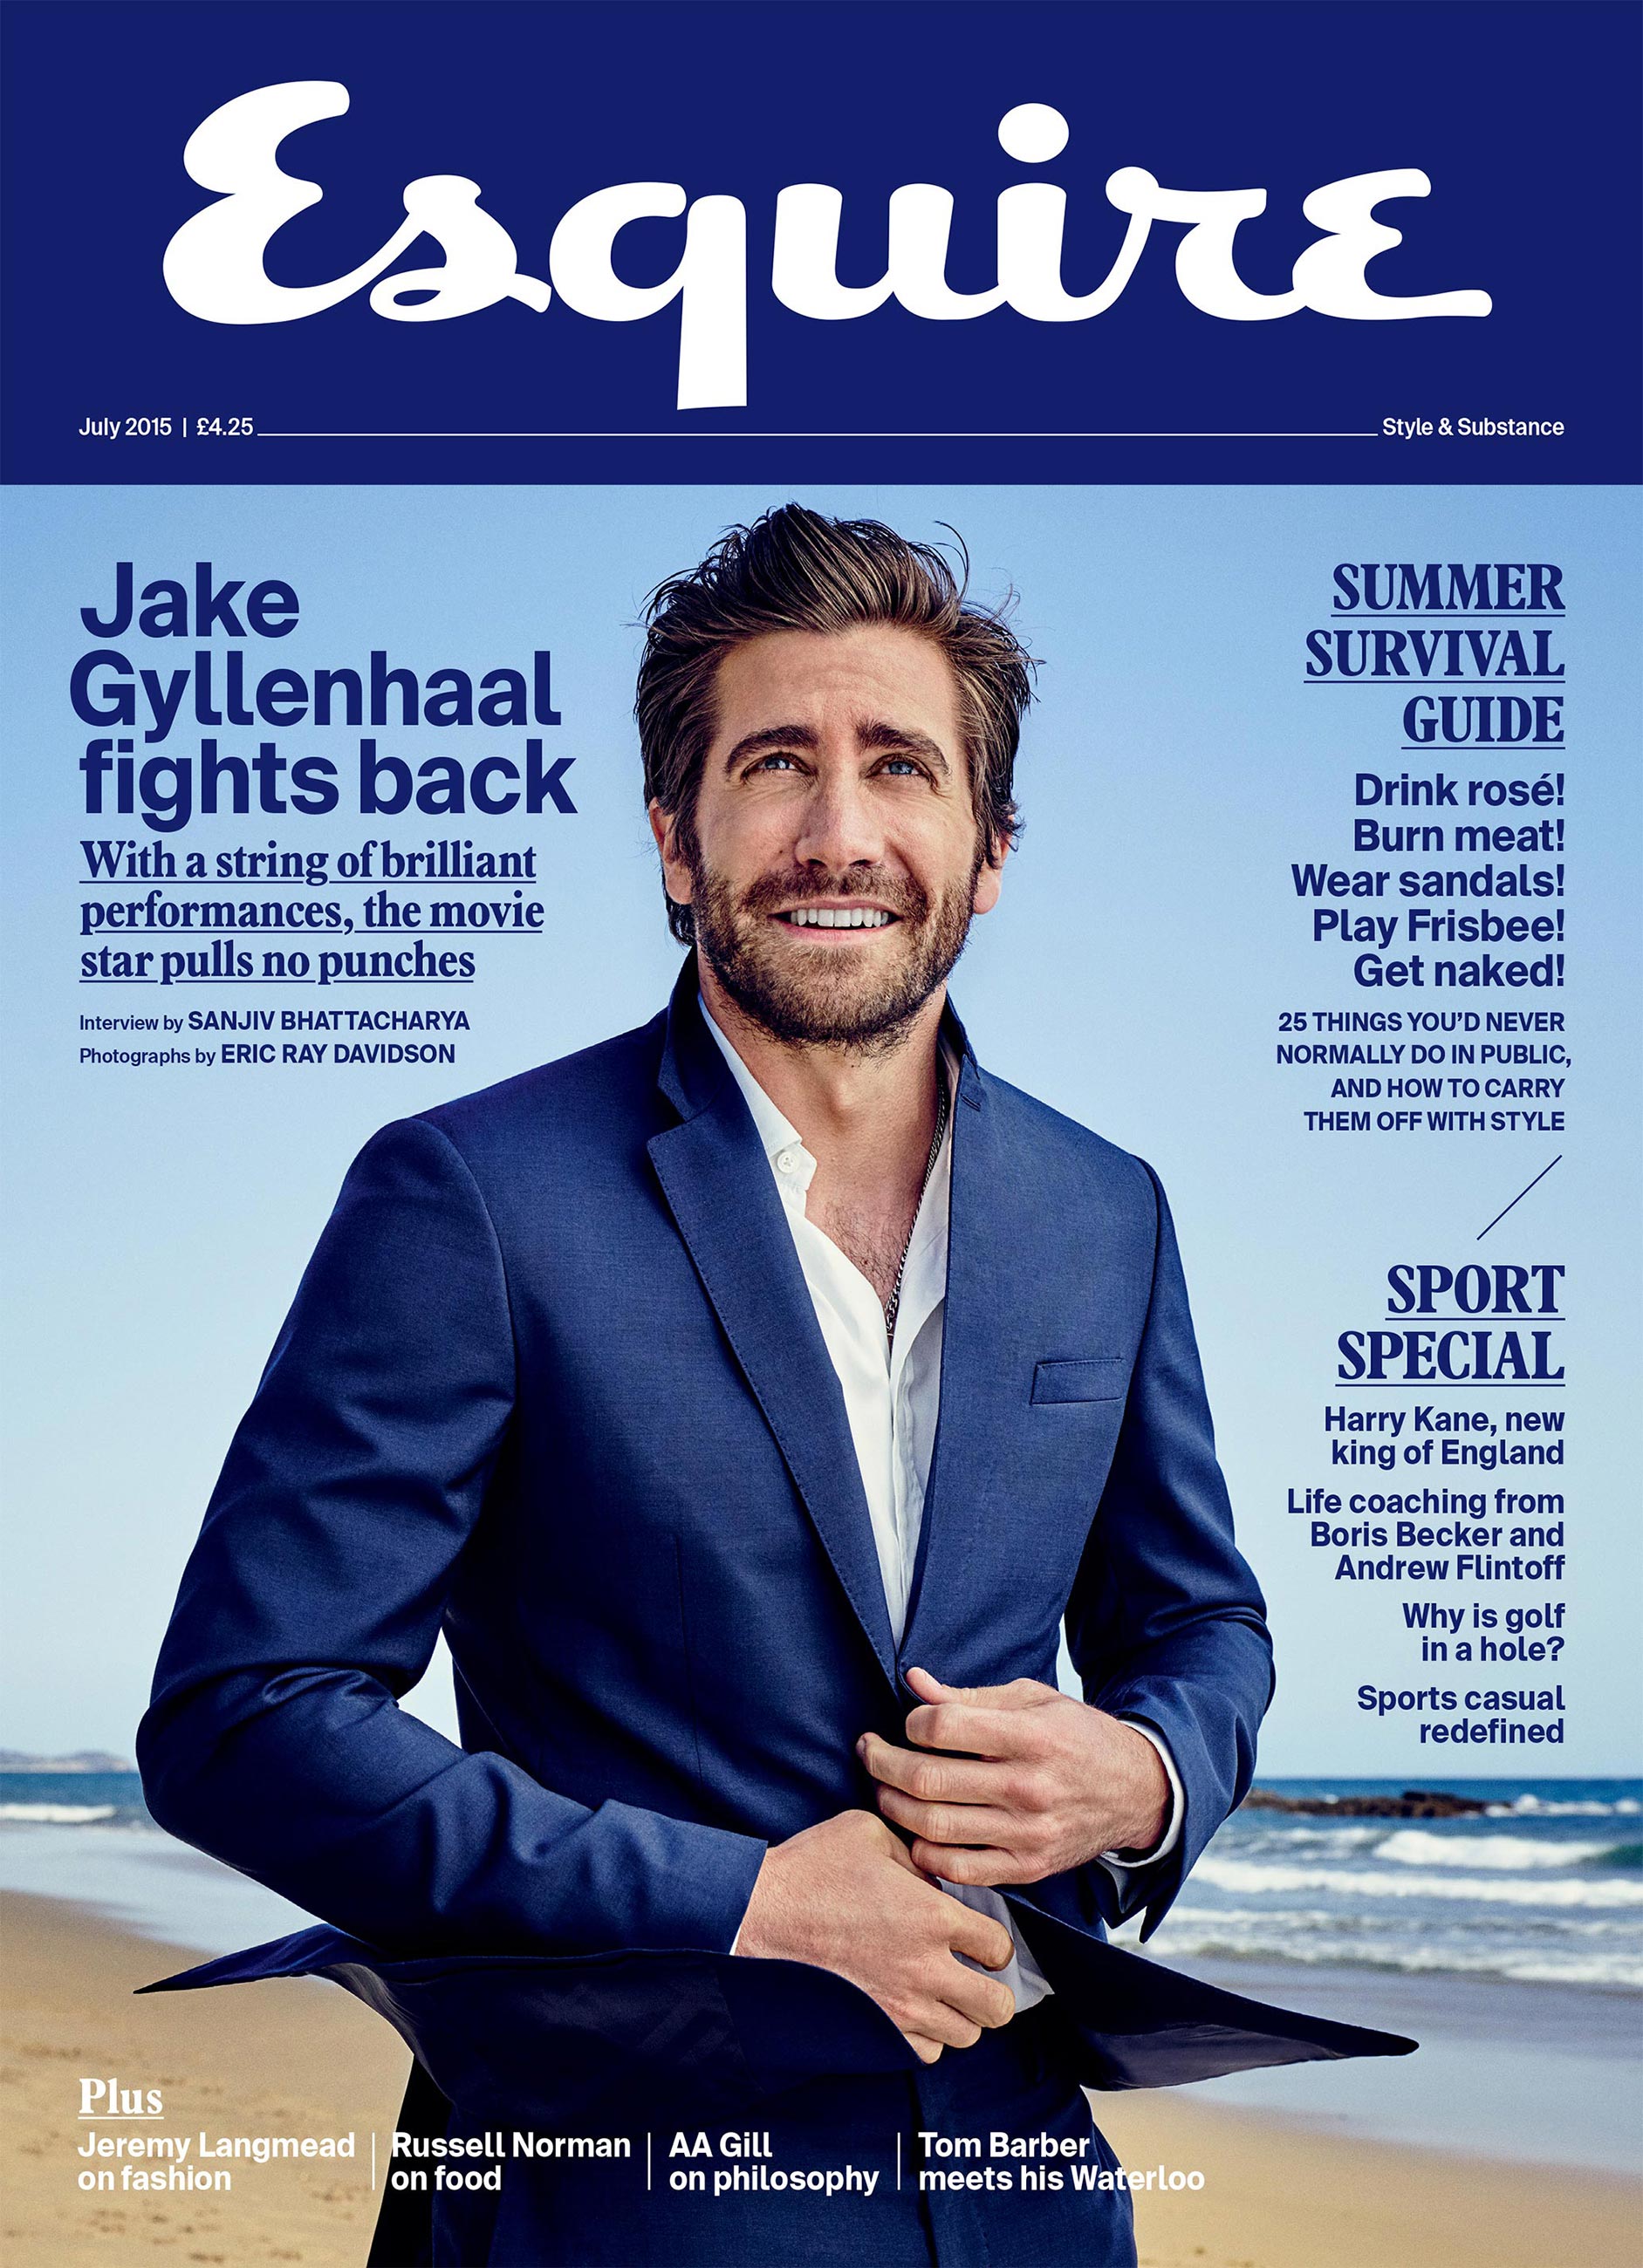 Esquire
July 2015 | £4.25
Style & Substance
Jake
Gyllenhaal
fights back
With a string of brilliant
performances, the movie
star pulls no punches
Interview by SANJIV BHATTACHARYA
Photographs by ERIC RAY DAVIDSON
SUMMER
SURVIVAL
GUIDE
Drink rosé!
Burn meat!
Wear sandals!
Play Frisbee!
Get naked!
25 THINGS YOU'D NEVER
NORMALLY DO IN PUBLIC,
AND HOW TO CARRY
THEM OFF WITH STYLE
SPORT
SPECIAL
Harry Kane, new
king of England
Life coaching from
Boris Becker and
Andrew Flintoff
Why is golf
in a hole?
Sports casual
redefined
Plus
Jeremy Langmead
on fashion
Russell Norman
on food
AA Gill
on philosophy
Tom Barber
meets his Waterloo